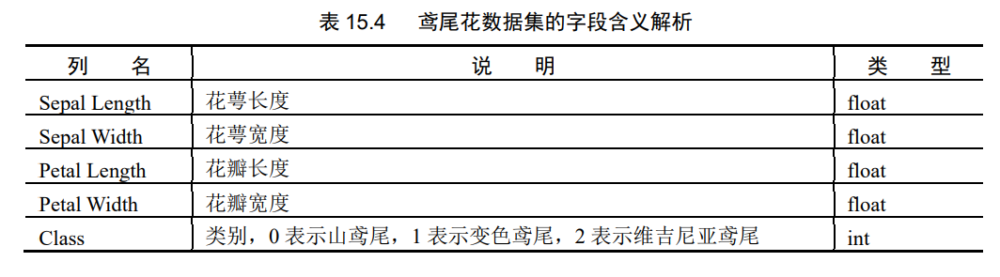 表 15.4 鸢尾花数据集的字段含义解析
列 名 说 明 类 型
Sepal Length 花萼长度 float
Sepal Width 花萼宽度 float
Petal Length 花瓣长度 float
Petal Width 花瓣宽度 float
Class 类别，0 表示山鸢尾，1 表示变色鸢尾，2 表示维吉尼亚鸢尾 int